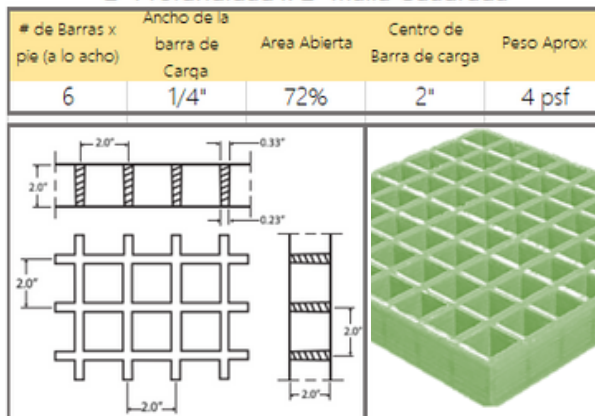 # de Barras x pie (a lo acho)
Ancho de la barra de Carga
Area Abierta
Centro de Barra de carga
Peso Aprox
6
1/4"
72%
2"
4 psf
2.0"
0.33"
2.0"
0.23"
2.0"
2.0"
2.0"
2.0"